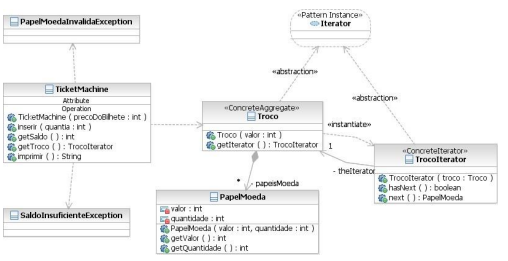 PapelMoedaInvalidaException
«Pattern Instance»
Iterator
«abstraction»
«abstraction»
TicketMachine
Attribute
Operation
TicketMachine ( precoDoBilhete : int )
inserir ( quantia : int )
getSaldo ( ) : int
getTroco ( ) : TrocoIterator
imprimir ( ) : String
«ConcreteAggregate»
Troco
Troco ( valor : int )
getIterator ( ) : TrocoIterator
«instantiate»
1
- theIterator
«ConcreteIterator»
TrocoIterator
TrocoIterator ( troco : Troco )
hasNext ( ) : boolean
next ( ) : PapelMoeda
*
- papeisMoeda
PapelMoeda
valor : int
quantidade : int
PapelMoeda ( valor : int, quantidade : int )
getValor ( ) : int
getQuantidade ( ) : int
SaldoInsuficienteException